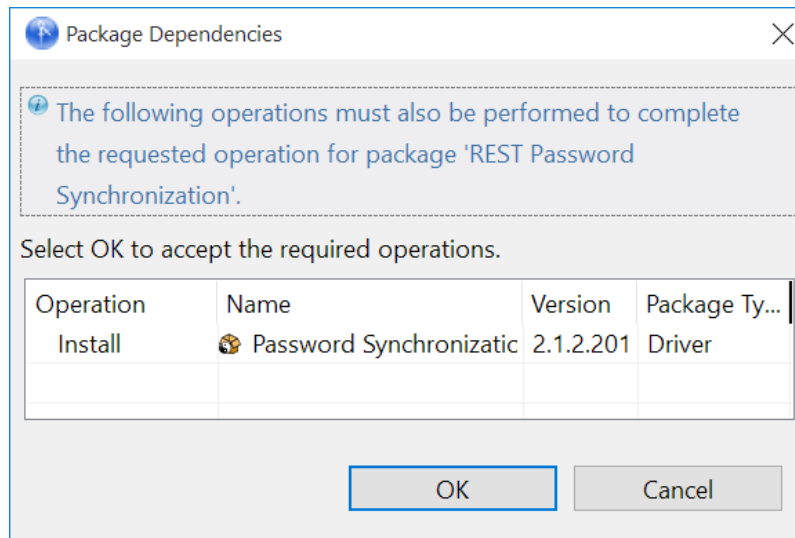 Package Dependencies
The following operations must also be performed to complete
the requested operation for package 'REST Password
Synchronization'.
Select OK to accept the required operations.
Operation Name Version Package Ty...
Install Password Synchronizatic 2.1.2.201 Driver
OK Cancel